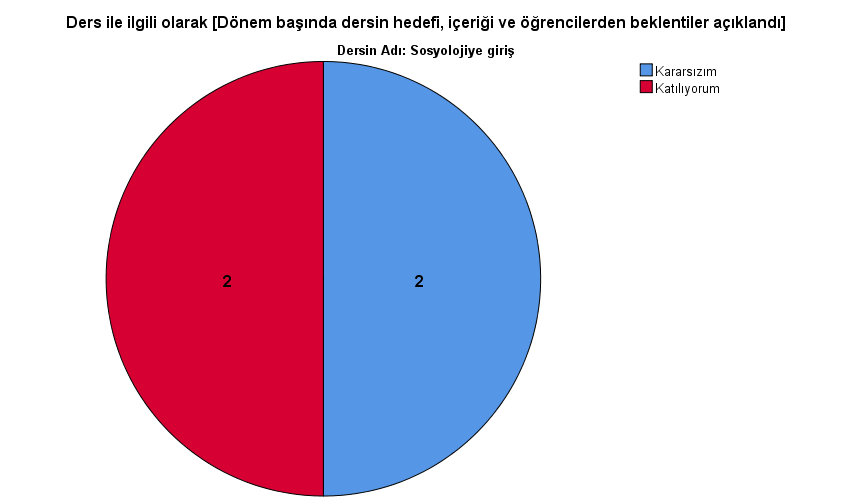 Ders ile ilgili olarak [Dönem başında dersin hedefi, içeriği ve öğrencilerden beklentiler açıklandı]
Dersin Adı: Sosyolojiye giriş
Kararsızım
Katılıyorum
2
2